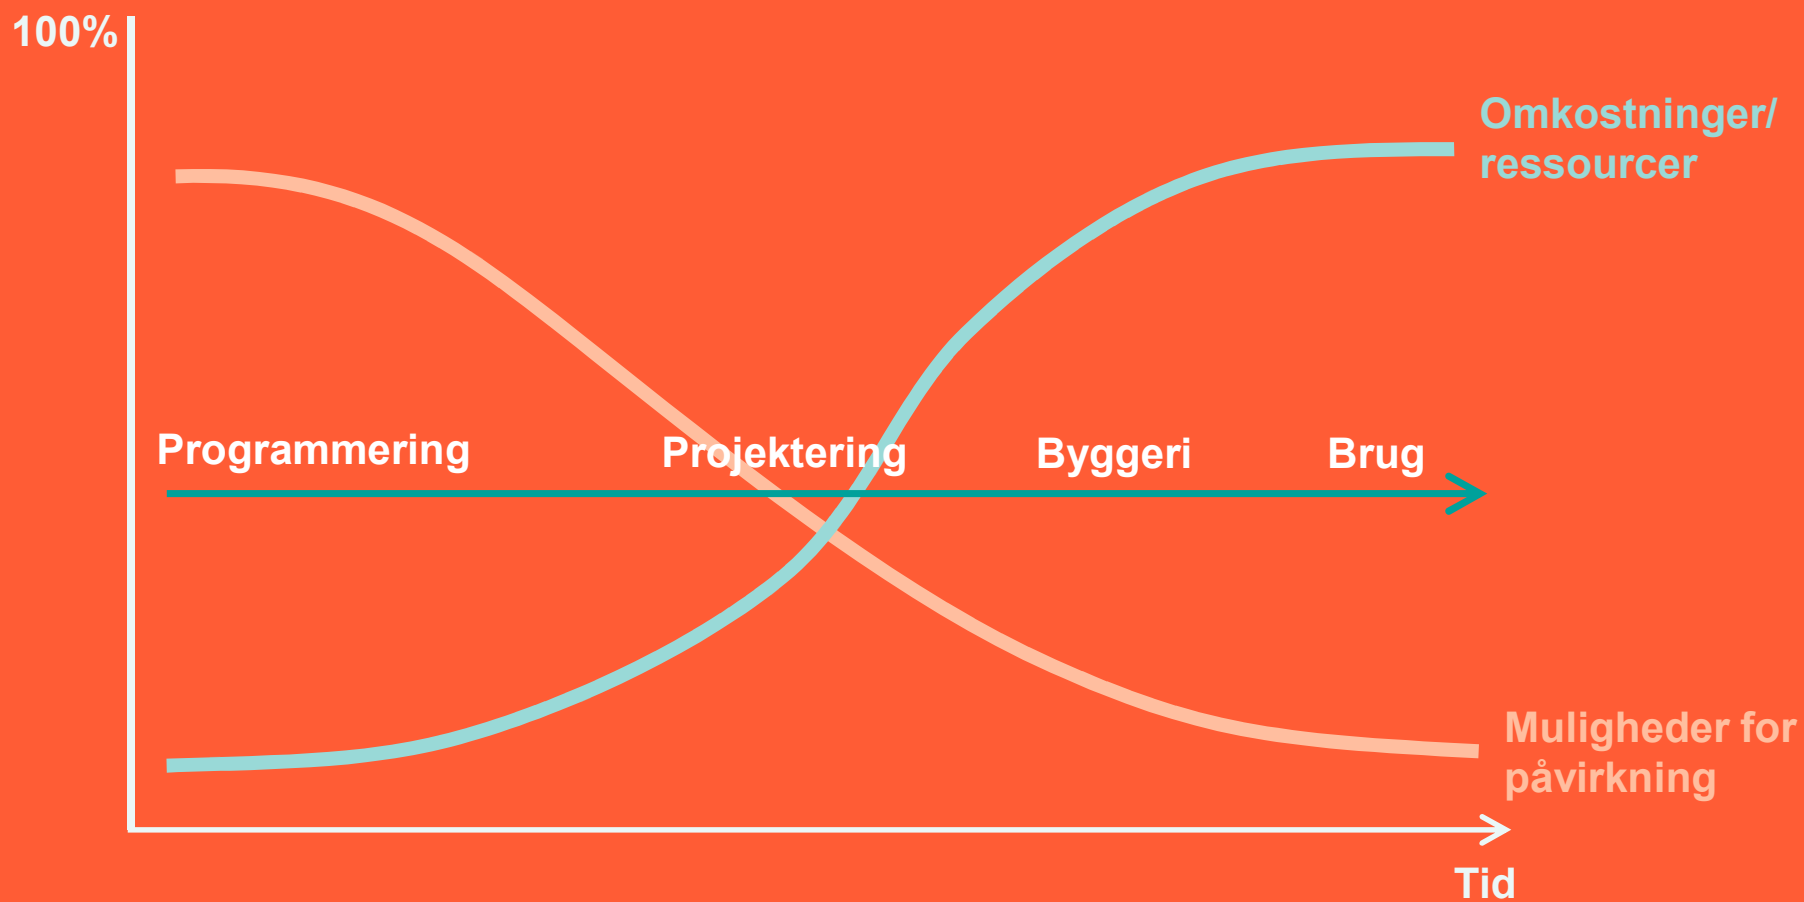 100%
Omkostninger/
ressourcer
Programmering
Projektering
Byggeri
Brug
Muligheder for
påvirkning
Tid